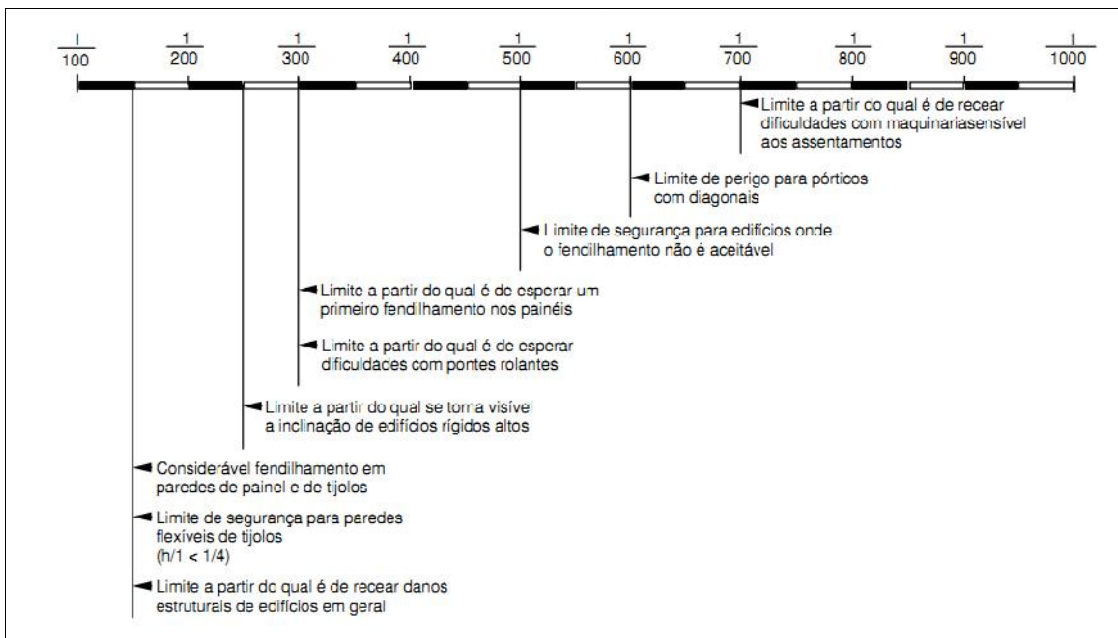 1/100 1/200 1/300 1/400 1/500 1/600 1/700 1/800 1/900 1/1000
Limite a partir do qual é de recear
dificuldades com maquinariasensível
aos assentamentos
Limite de perigo para pórticos
com diagonais
Limite de segurança para edifícios onde
o fendilhamento não é aceitável
Limite a partir do qual é de esperar um
primeiro fendilhamento nos painéis
Limite a partir do qual é de esperar
dificuldades com pontes rolantes
Limite a partir do qual se torna visível
a inclinação de edifícios rígidos altos
Considerável fendilhamento em
paredes de painel e de tijolos
Limite de segurança para paredes
flexíveis de tijolos
(h/1 < 1/4)
Limite a partir do qual é de recear danos
estruturais de edifícios em geral